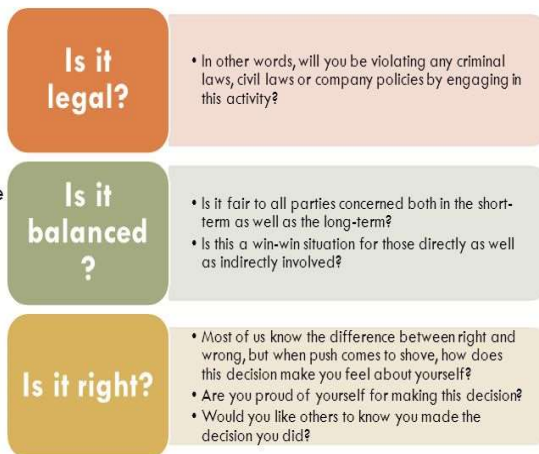 Is it
legal?
• In other words, will you be violating any criminal
laws, civil laws or company policies by engaging in
this activity?
e
Is it
balanced
?
• Is it fair to all parties concerned both in the short-
term as well as the long-term?
• Is this a win-win situation for those directly as well
as indirectly involved?
Is it right?
• Most of us know the difference between right and
wrong, but when push comes to shove, how does
this decision make you feel about yourself?
• Are you proud of yourself for making this decision?
• Would you like others to know you made the
decision you did?